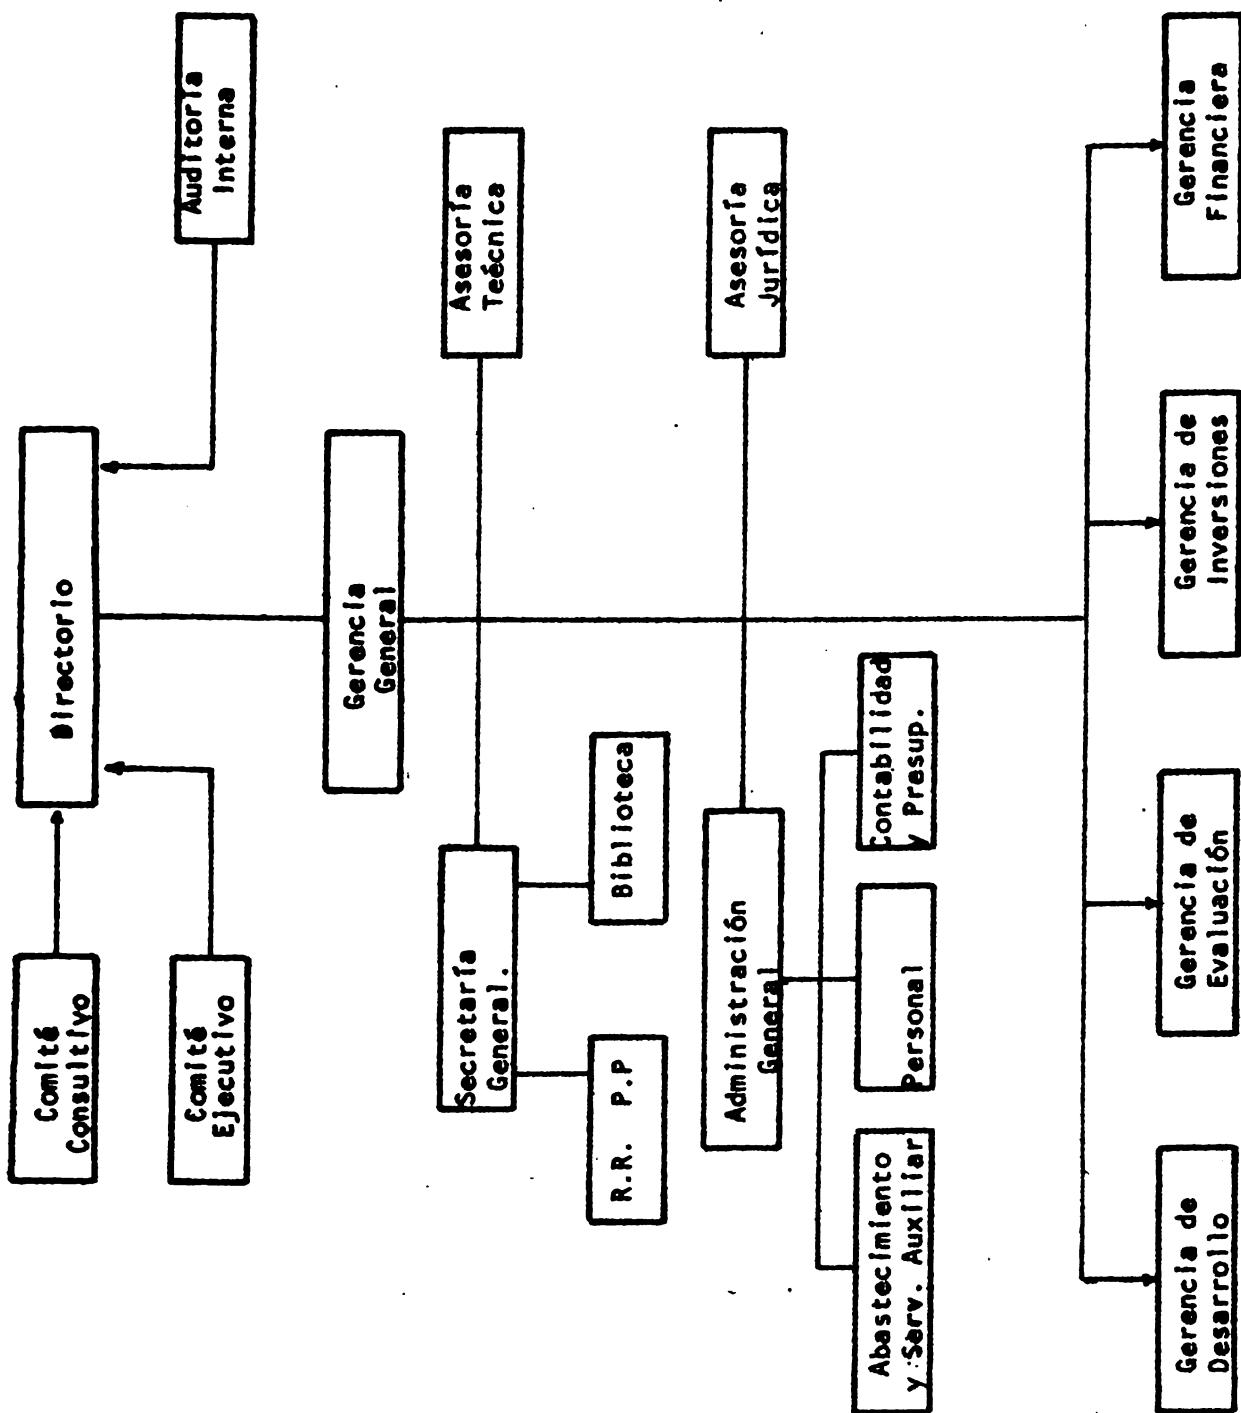 Comité
Consultivo
Directorio
Comité
Ejecutivo
Auditoría
Interna
Gerencia
General
Secretaría
General.
Asesoría
Teécnica
R.R. P.P
Biblioteca
Administración
General
Asesoría
Jurídica
Abastecimiento
y Serv. Auxiliar
Personal
Contabilidad
y Presup.
Gerencia de
Desarrollo
Gerencia de
Evaluación
Gerencia de
Inversiones
Gerencia
Financiera